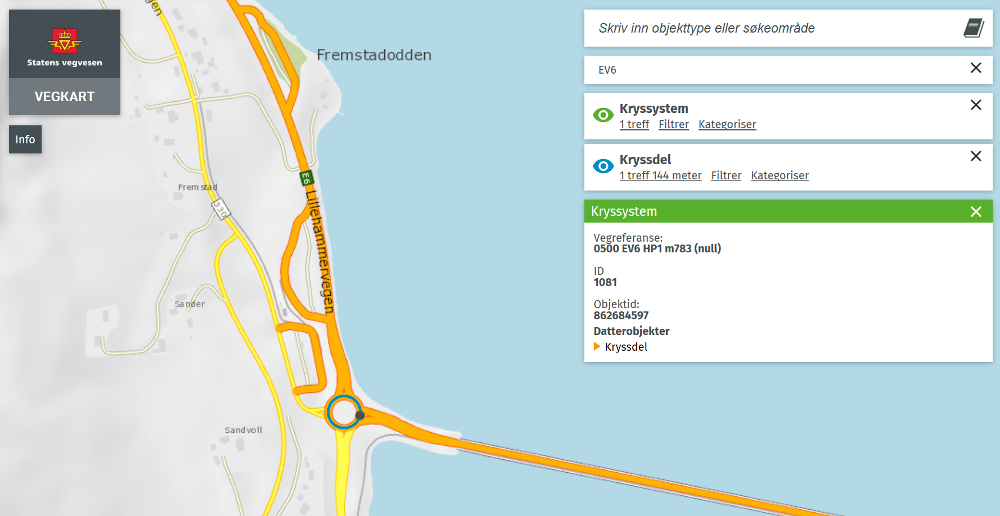 gen
Statens vegvesen
VEGKART
Info
Fremstadodden
Fremstad
330
E6
Lillehammervegen
Sander
Sandvoll
Skriv inn objekttype eller søkeområde
EV6
Kryssystem
1 treff Filtrer Kategoriser
Kryssdel
1 treff 144 meter Filtrer Kategoriser
Kryssystem
Vegreferanse:
0500 EV6 HP1 m783 (null)
ID
1081
Objektid:
862684597
Datterobjekter
Kryssdel